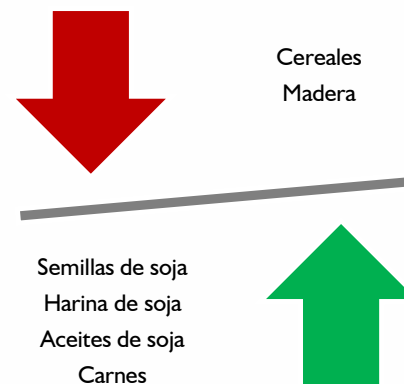 Cereales
Madera
Semillas de soja
Harina de soja
Aceites de soja
Carnes